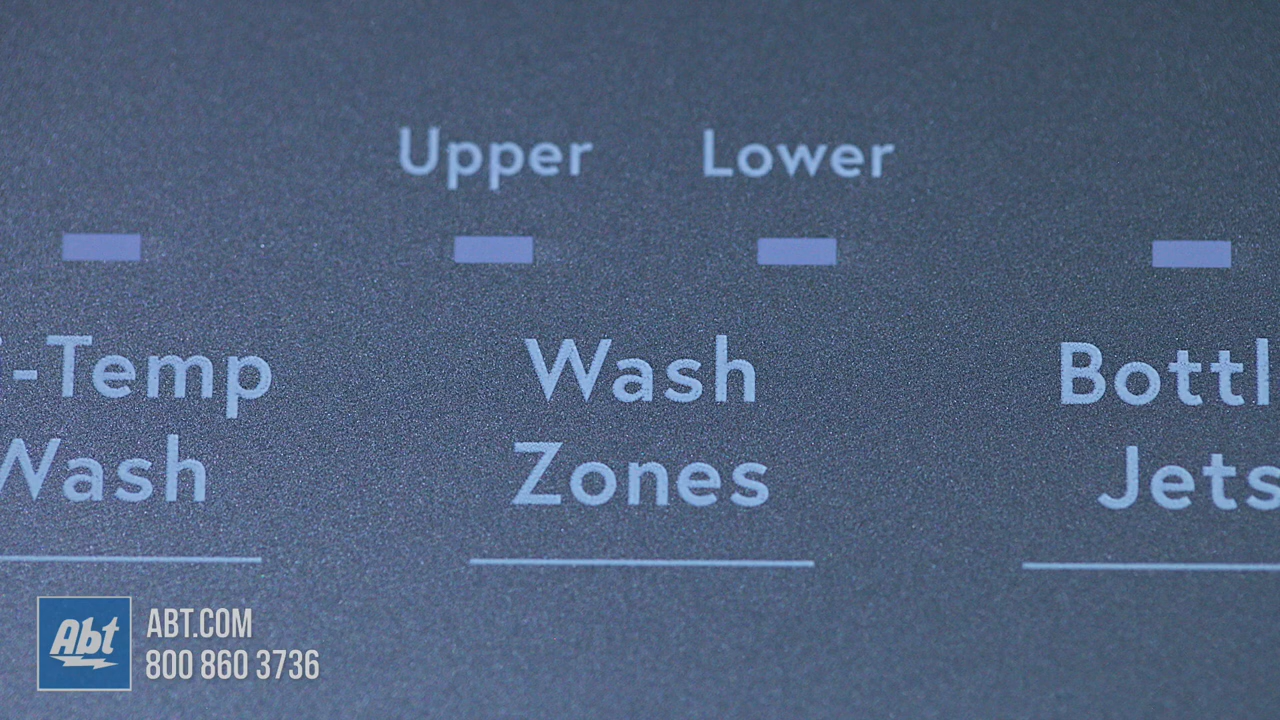 Upper Lower
-Temp Wash Bottl
Wash Zones Jets
Abt ABT.COM
800 860 3736